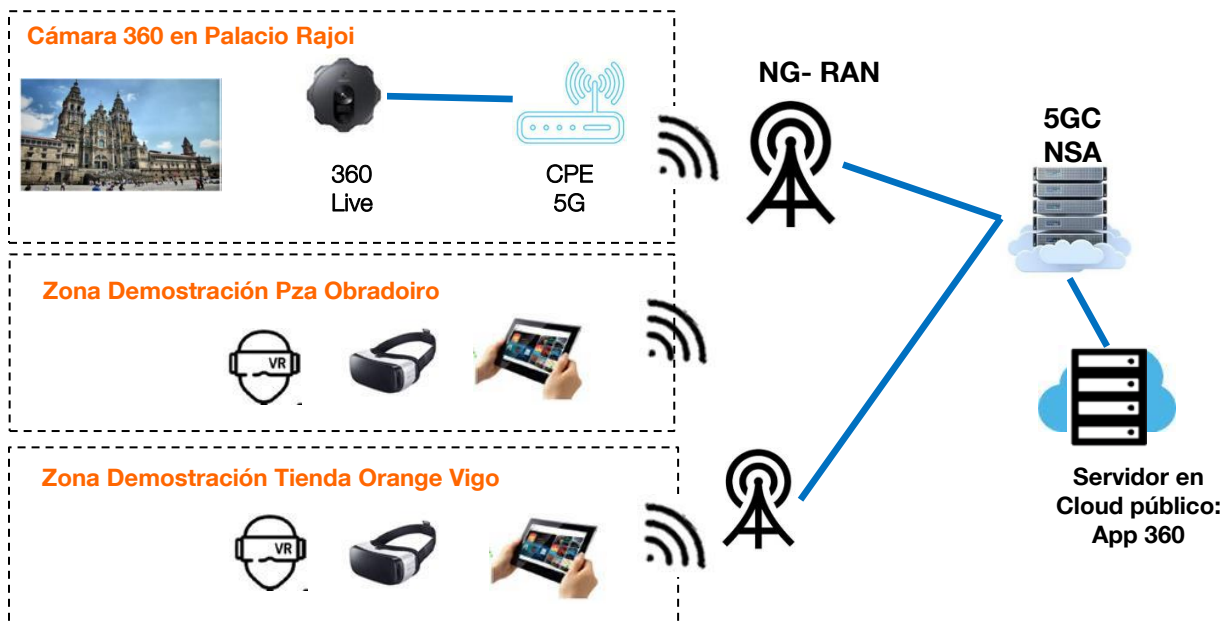 Cámara 360 en Palacio Rajoi
360
Live
CPE
5G
NG- RAN
5GC
NSA
Zona Demostración Pza Obradoiro
VR
Zona Demostración Tienda Orange Vigo
VR
Servidor en
Cloud público:
App 360